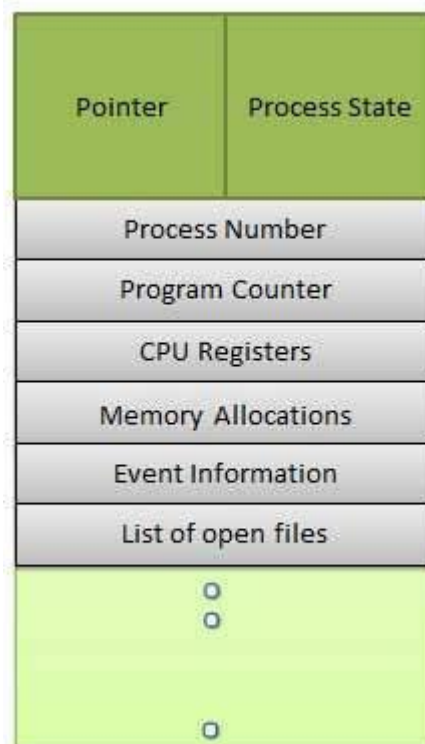 Pointer
Process State
Process Number
Program Counter
CPU Registers
Memory Allocations
Event Information
List of open files